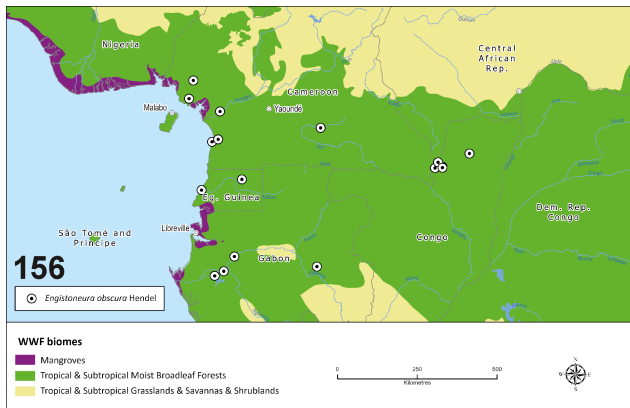 Nigeria
Central
African
Rep.
Cameroon
Malabo
Yaoundé
Eq. Guinea
Libreville
São Tomé and
Príncipe
Dem. Rep.
Congo
Congo
Gabon
156
Engistoneura obscura Hendel
WWF biomes
Mangroves
Tropical & Subtropical Moist Broadleaf Forests
Tropical & Subtropical Grasslands & Savannas & Shrublands
0 250 500
Kilometres
N
W E
S